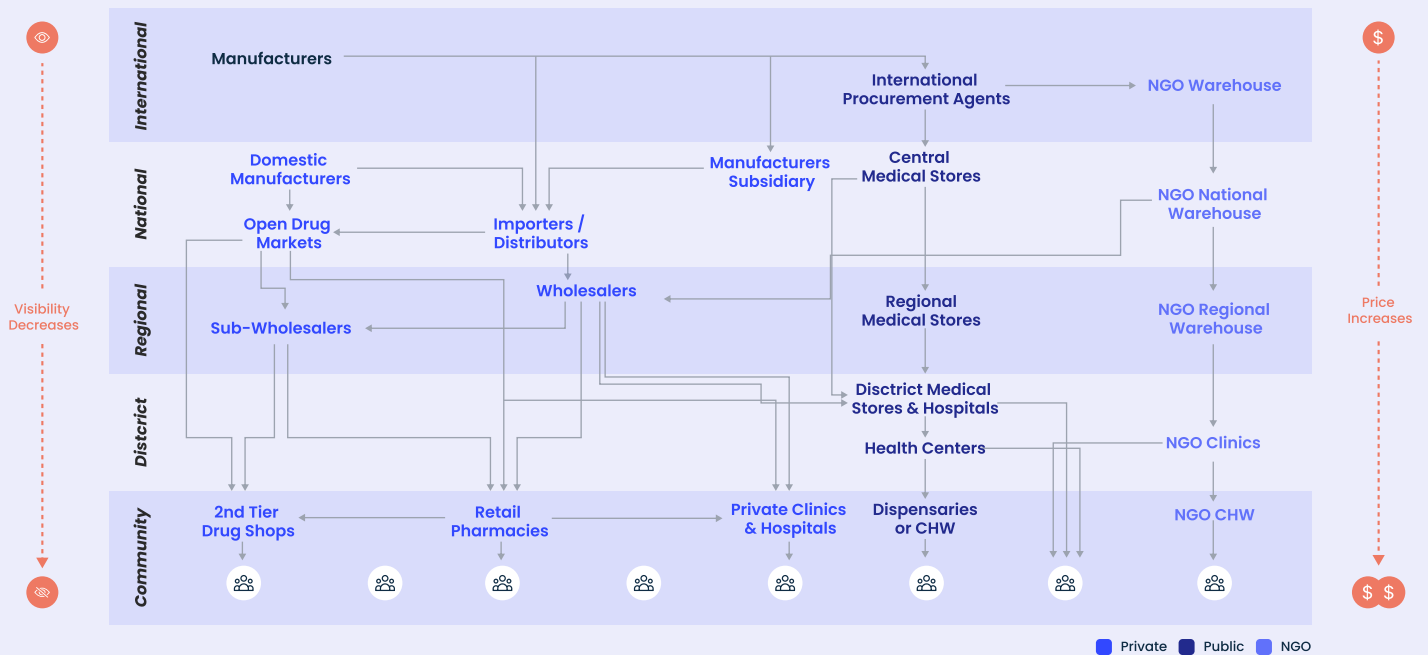 International
Manufacturers
International
Procurement Agents
NGO Warehouse
$
National
Domestic
Manufacturers
Manufacturers
Subsidiary
Central
Medical Stores
NGO National
Warehouse
Open Drug
Markets
Importers /
Distributors
Visibility
Decreases
Regional
Wholesalers
Sub-Wholesalers
Regional
Medical Stores
NGO Regional
Warehouse
Price
Increases
Distcrict
Disctrict Medical
Stores & Hospitals
Health Centers
NGO Clinics
Community
2nd Tier
Drug Shops
Retail
Pharmacies
Private Clinics
& Hospitals
Dispensaries
or CHW
NGO CHW
$ $
Private Public NGO